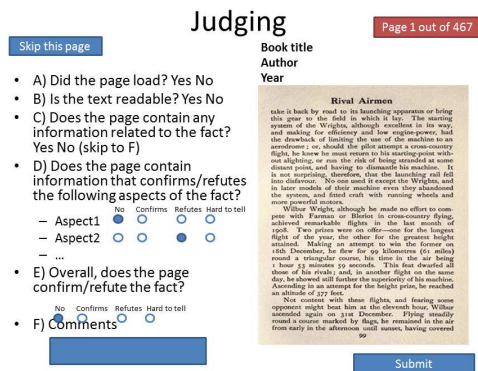 Judging
Page 1 out of 467
Skip this page
Book title
Author
Year
• A) Did the page load? Yes No
• B) Is the text readable? Yes No
• C) Does the page contain any
information related to the fact?
Yes No (skip to F)
• D) Does the page contain
information that confirms/refutes
the following aspects of the fact?
No Confirms Refutes Hard to tell
– Aspect1
– Aspect2
– ...
• E) Overall, does the page
confirm/refute the fact?
No Confirms Refutes Hard to tell
• F) Comments
Rival Airmen
take it back by road to its launching apparatus or bring
this gear to the field in which it lay. The starting
system of the Wrights, although excellent in its way,
and making for efficiency and low engine-power, had
the drawback of limiting the use of the machine to an
aerodrome; or, should the pilot attempt a cross-country
flight, he knew he must return to his starting-point with-
out alighting, or run the risk of being stranded at some
distant point, and having to dismantle his machine. It
is not surprising, therefore, that the launching rail fell
into disfavour. No one used it except the Wrights, and
in later models of their machine even they abandoned
the system, and fitted craft with running wheels and
more powerful motors.
Wilbur Wright, although he made no effort to com-
pete with Farman or Blériot in cross-country flying,
achieved remarkable flights in the last month of
1908. Two prizes were on offer—one for the longest
flight of the year, the other for the greatest height
attained. Making an attempt to win the former on
18th December, he flew for 99 kilometres (61 miles)
round a triangular course, his time in the air being
1 hour 53 minutes 59 seconds. This feat dwarfed all
those of his rivals; and, in another flight on the same
day, he showed still further the superiority of his machine.
Ascending in an attempt for the height prize, he reached
an altitude of 377 feet.
Not content with these flights, and fearing some
opponent might beat him at the eleventh hour, Wilbur
ascended again on 31st December. Flying steadily
round a course marked by flags, he remained in the air
from early in the afternoon until sunset, having covered
99
Submit